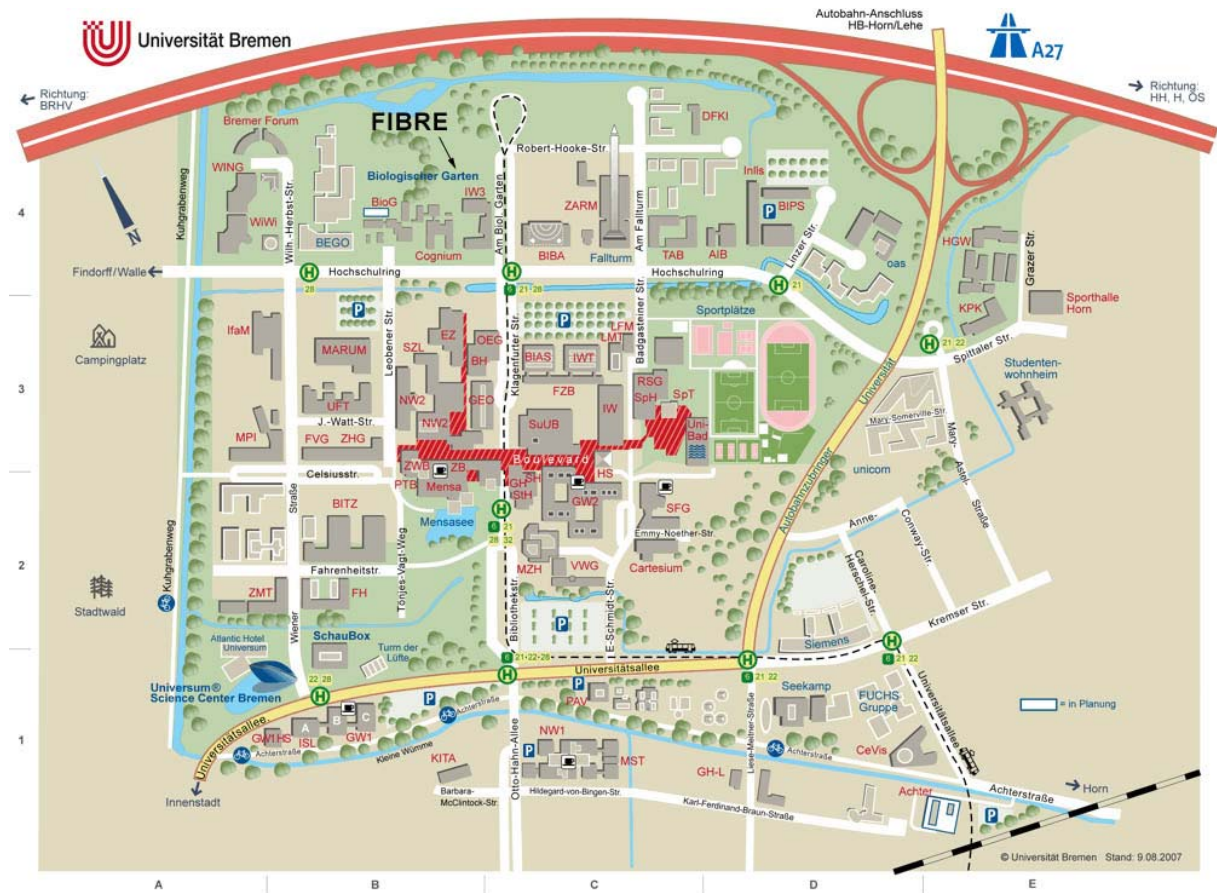 Universität Bremen
Autobahn-Anschluss
HB-Horn/Lehe
A27
Richtung:
BRHV
Richtung:
HH, H, OS
Bremer Forum
FIBRE
DFKI
Robert-Hooke-Str.
WING
Biologischer Garten
Kuhgrabenweg
Wilh.-Herbst-Str.
BioG
IW3
Am Biol. Garten
ZARM
Am Fallturm
BIPS
P
4
N
WiWi
BEGO
Cognium
BIBA
Fallturm
TAB
AIB
Linzer Str.
oas
HGW
Grazer Str.
Findorff/Walle
H
Hochschulring
H
Hochschulring
28
6 21-28
H 21
KPK
Sporthalle
Horn
IfaM
P
EZ
OEG
BH
P
LFM
LMT
Sportplätze
Campingplatz
MARUM
SZL
Leobener Str.
Klagenfurter Str.
BIAS
IWT
Badgasteiner Str.
H
21 22
Spittaler Str.
Studenten-
wohnheim
3
UFT
NW2
NW2
GEO
FZB
IW
RSG
SpH
SpT
Universität
Mary-Somerville-Str.
J.-Watt-Str.
SuUB
Uni-
Bad
MPI
FVG
ZHG
Boulevard
unicorn
Mary-
Astel-
Straße
Celsiusstr.
ZWB
ZB
PTB
Mensa
SH
GH
StH
HS
GW2
SFG
Autobahnzubringer
BITZ
Straße
Mensasee
H
6 21
28 32
Emmy-Noether-Str.
Anne-
Conway-Str.
Kuhgrabenweg
Tönjes-Vagt-Weg
2
Fahrenheitstr.
MZH
VWG
Cartesium
Caroline-
Herschel-Str.
Stadtwald
ZMT
FH
Wiener
Bibliothekstr.
P
E-Schmidt-Str.
Kremser Str.
Atlantic Hotel
Universum
SchauBox
Turm der
Lüfte
Siemens
H
6 21 22
6 21-22-28
H
Universitätsallee
H
6 21 22
Universum®
Science Center Bremen
22 28
H
P
P
PAV
Seekamp
FUCHS
Gruppe
Universitätsallee
= in Planung
Universitätsallee
GW1HS
ISL
A
B
C
GW1
Achterstraße
1
Achterstraße
Kleine Wümme
NW1
P
MST
Liese-Meitner-Straße
Achterstraße
CeVis
KITA
Otto-Hahn-Allee
GH-L
Innenstadt
Barbara-
McClintock-Str.
Hildegard-von-Bingen-Str.
Karl-Ferdinand-Braun-Straße
Achter
Achterstraße
Horn
P
© Universität Bremen Stand: 9.08.2007
A
B
C
D
E